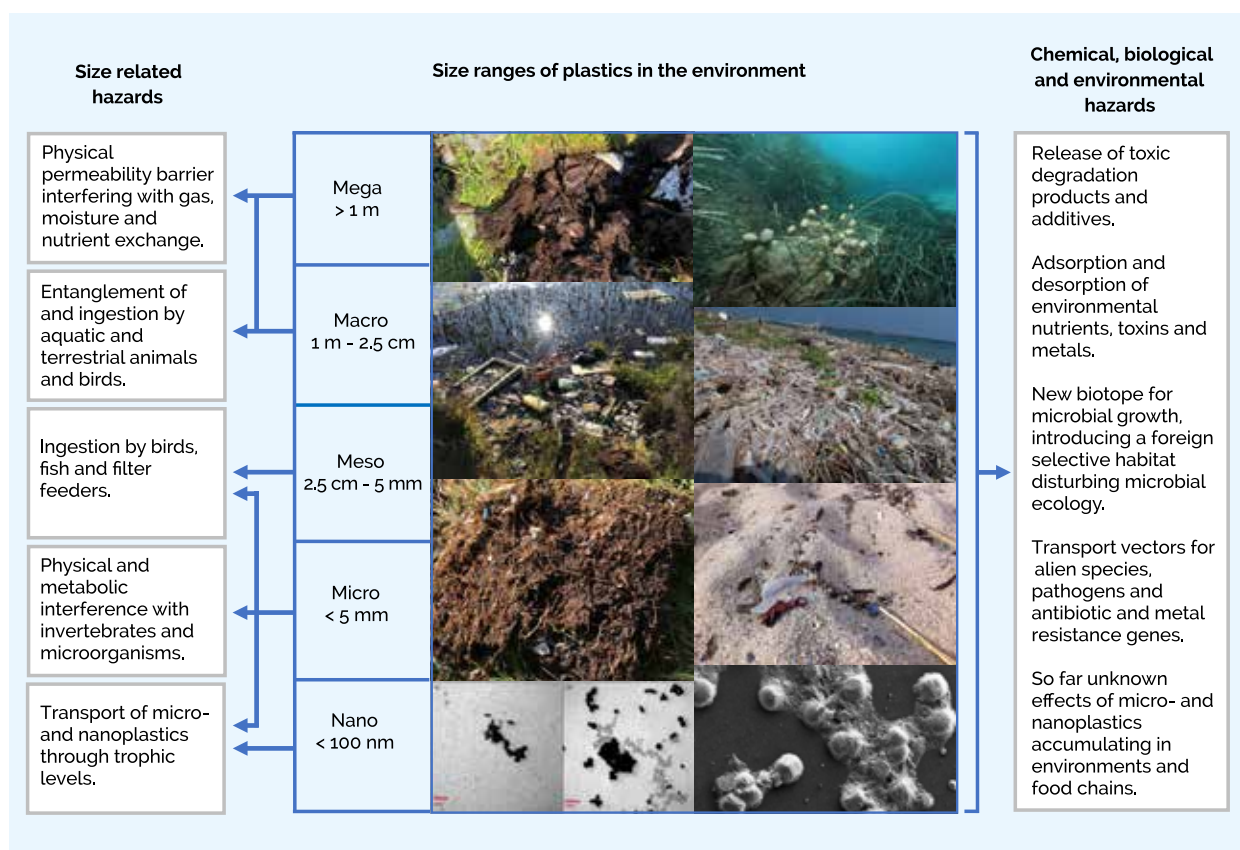 Size related
hazards
Size ranges of plastics in the environment
Chemical, biological
and environmental
hazards
Physical
permeability barrier
interfering with gas,
moisture and
nutrient exchange.
Entanglement of
and ingestion by
aquatic and
terrestrial animals
and birds.
Ingestion by birds,
fish and filter
feeders.
Physical and
metabolic
interference with
invertebrates and
microorganisms.
Transport of micro-
and nanoplastics
through trophic
levels.
Mega
> 1 m
Macro
1 m - 2.5 cm
Meso
2.5 cm - 5 mm
Micro
< 5 mm
Nano
< 100 nm
Release of toxic
degradation
products and
additives.
Adsorption and
desorption of
environmental
nutrients, toxins and
metals.
New biotope for
microbial growth,
introducing a foreign
selective habitat
disturbing microbial
ecology.
Transport vectors for
alien species,
pathogens and
antibiotic and metal
resistance genes.
So far unknown
effects of micro- and
nanoplastics
accumulating in
environments and
food chains.